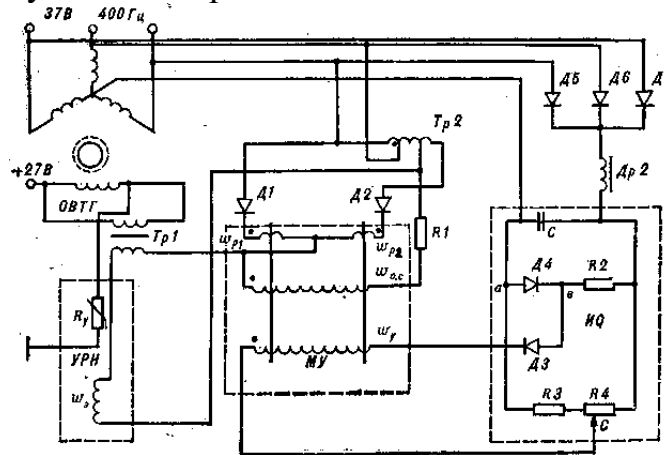 37В 400Гц
Д5 Д6 Д
Тр2
+27В
ОВТГ
Д1 Д2
Др2
Тр1
R1
С
wр1 wр2
wо,с
Д4 R2
а в
Rу
ИО
УРН
wу
МУ
Д3
wэ
R3 R4
С